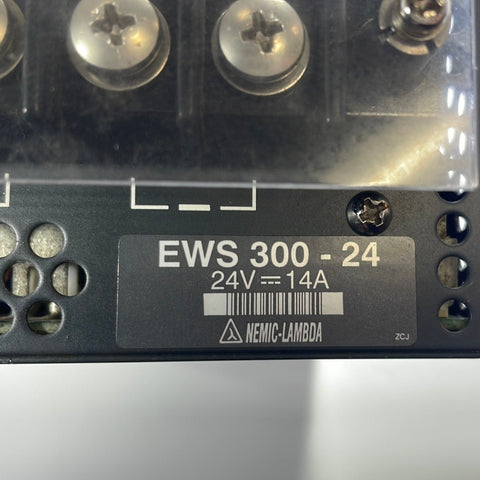 EWS 300 - 24
24V ⎓ 14A
NEMIC-LAMBDA
ZCJ